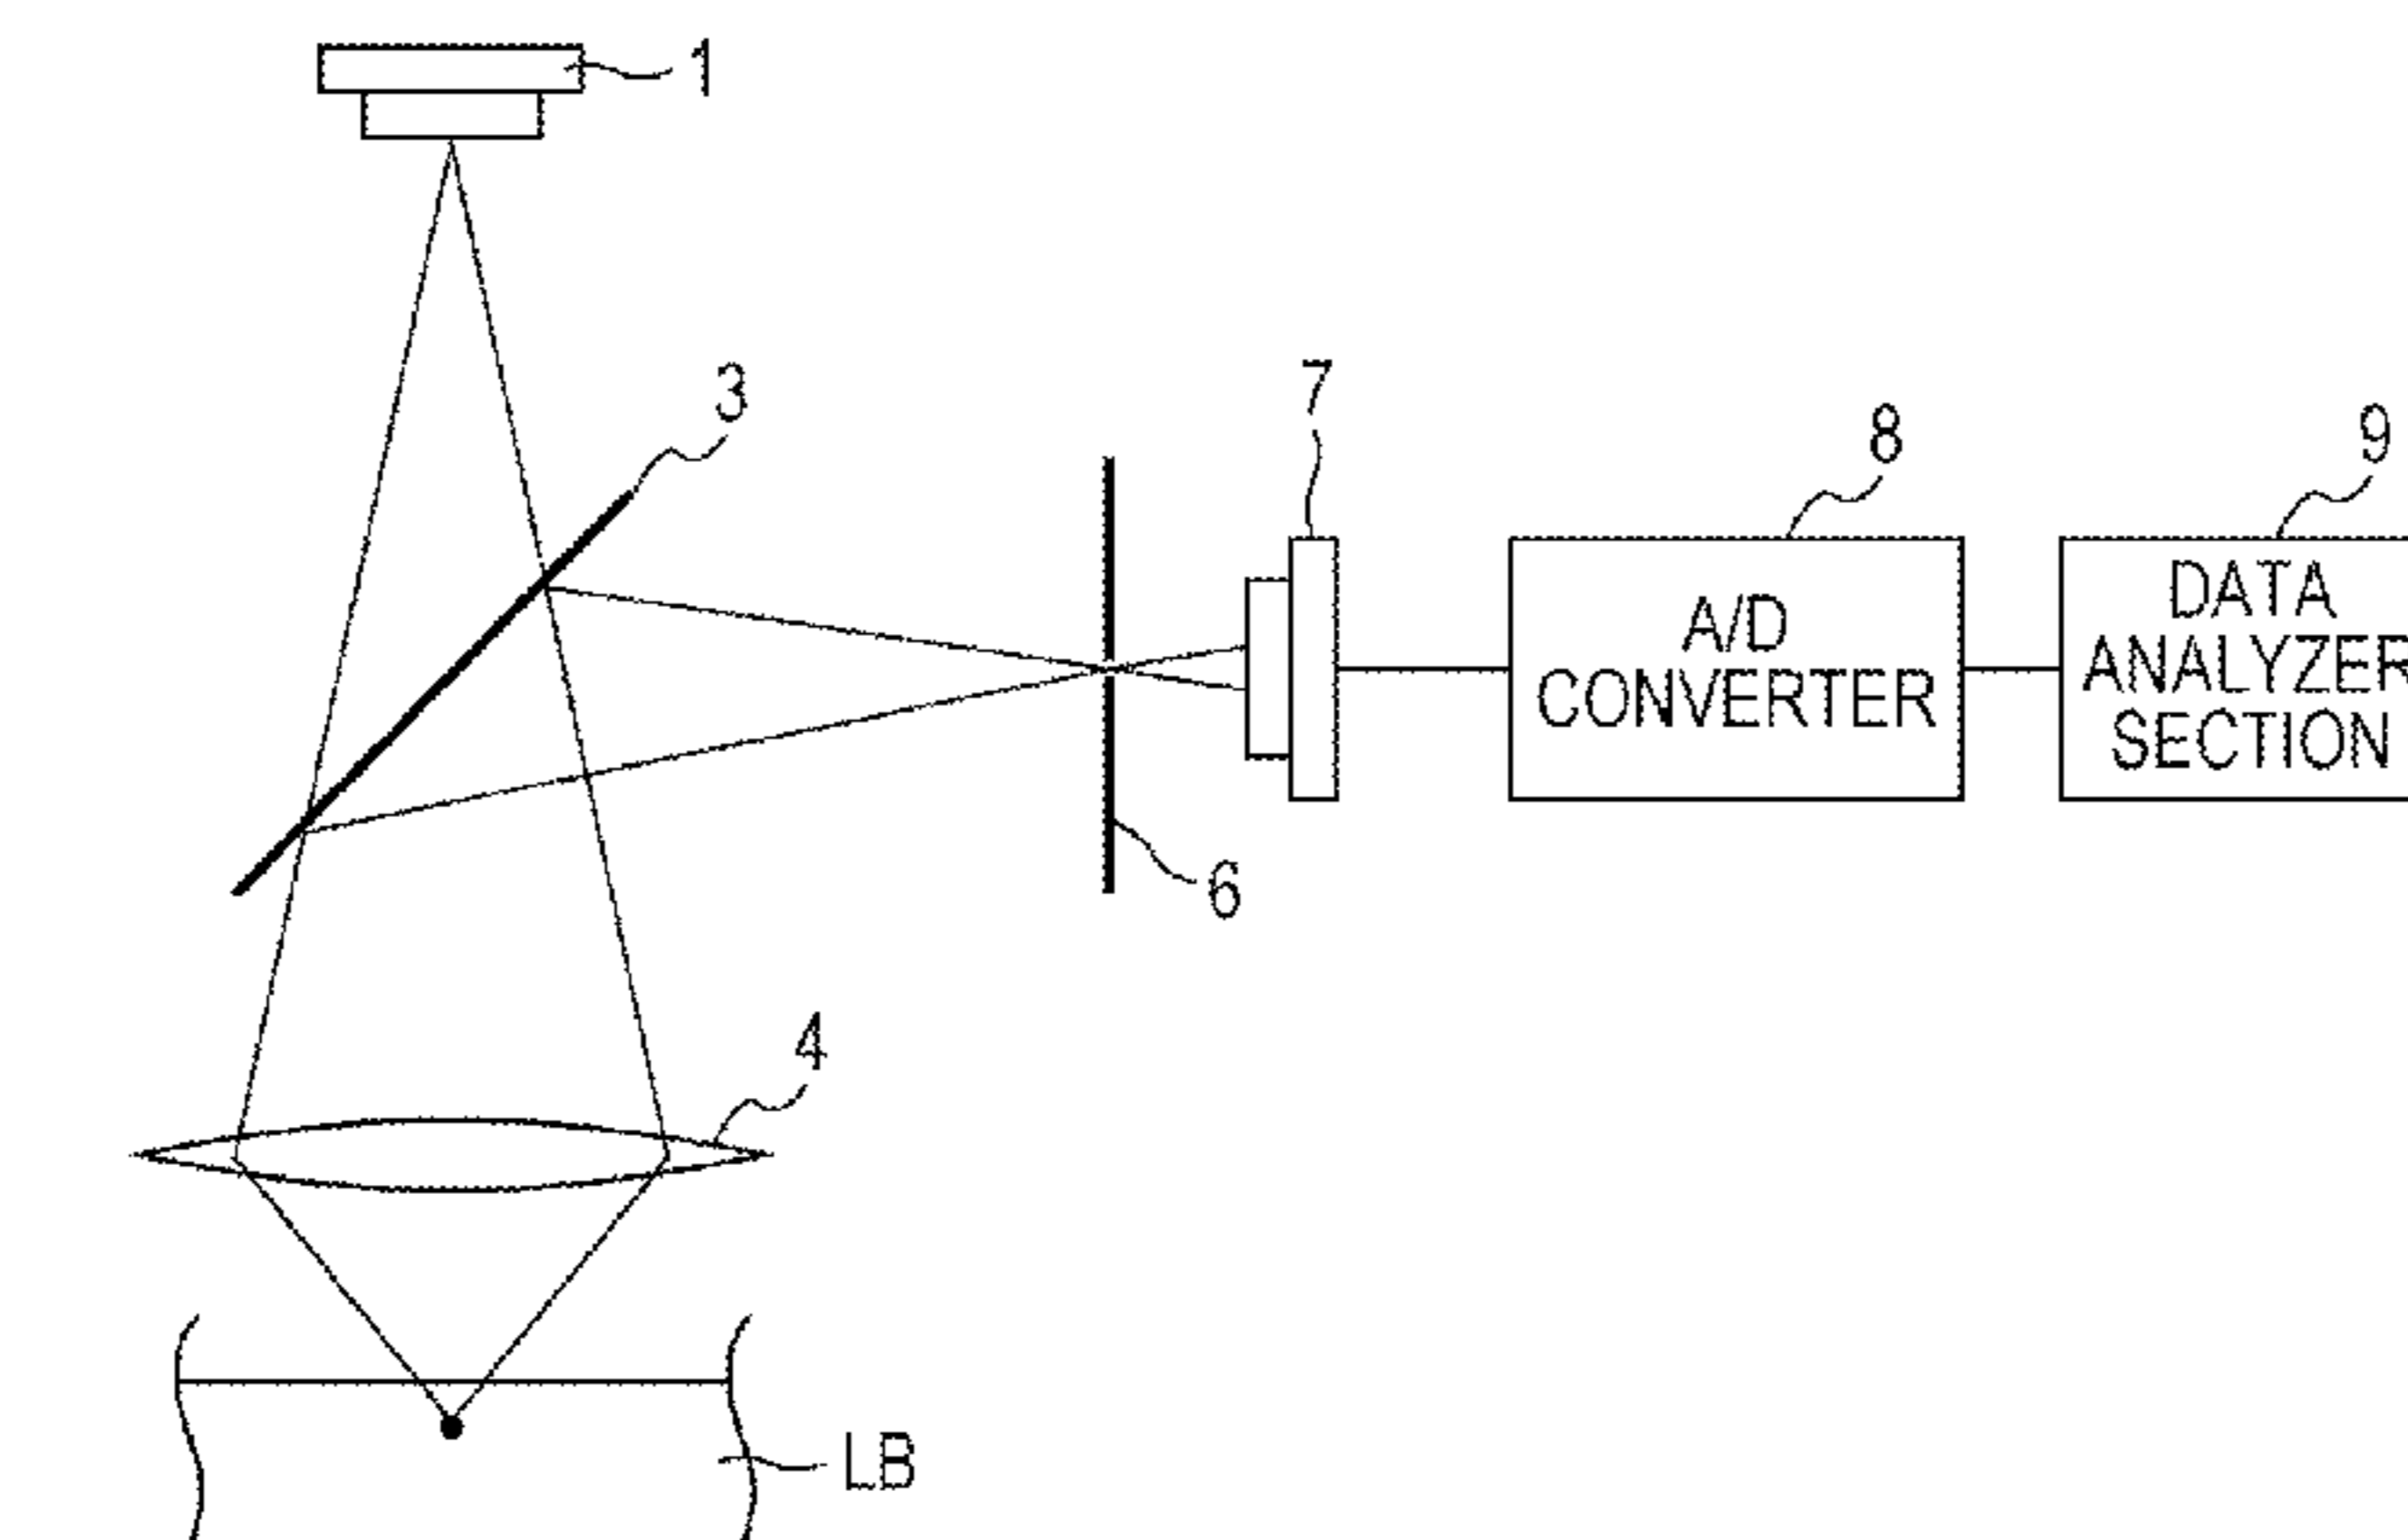 1
3
7
8
9
A/D
CONVERTER
DATA
ANALYZER
SECTION
6
4
LB